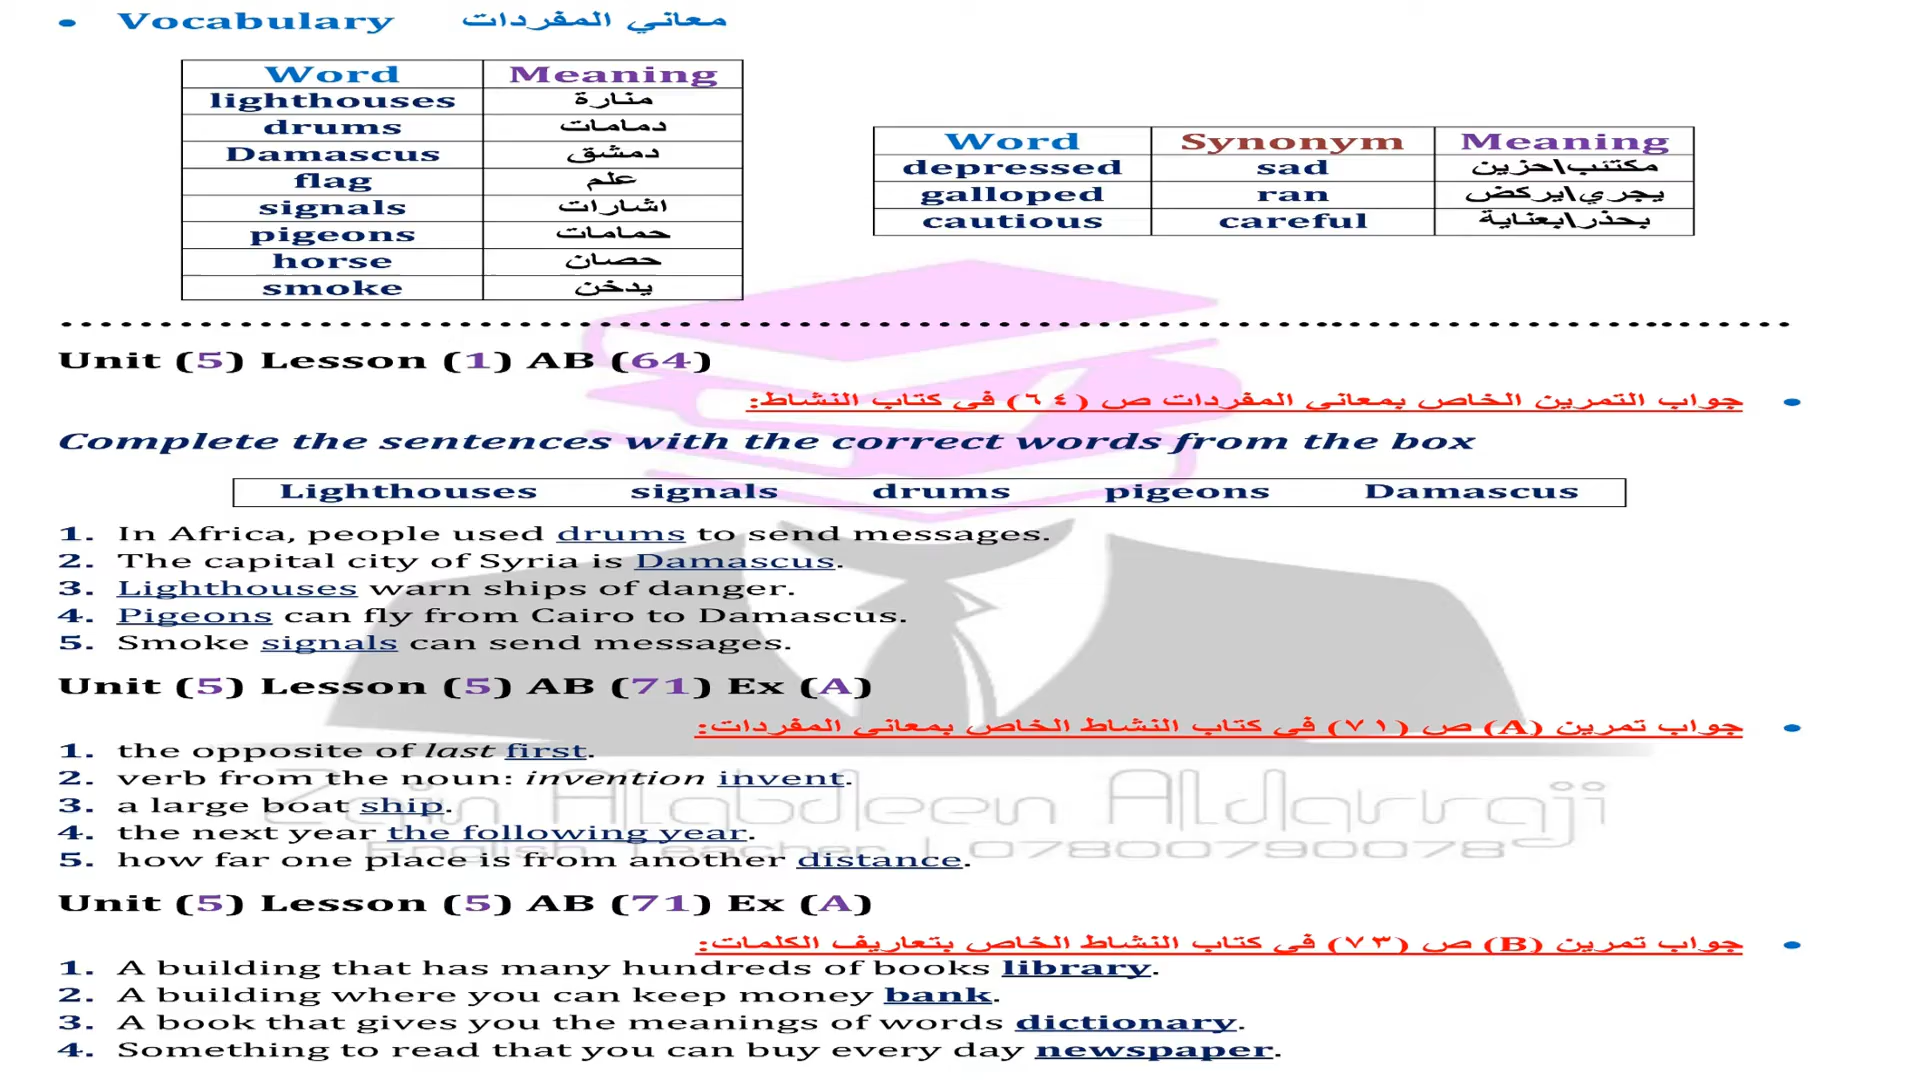 • Vocabulary معاني المفردات
Word Meaning
lighthouses منارة
drums دمامات
Damascus دمشق
flag علم
signals اشارات
pigeons حمامات
horse حصان
smoke يدخن
Word Synonym Meaning
depressed sad مكتئب\حزين
galloped ran يجري\يركض
cautious careful بحذر\بعناية
Unit (5) Lesson (1) AB (64)
• جواب التمرين الخاص بمعاني المفردات ص (٦٤) في كتاب النشاط:
Complete the sentences with the correct words from the box
Lighthouses signals drums pigeons Damascus
1. In Africa, people used drums to send messages.
2. The capital city of Syria is Damascus.
3. Lighthouses warn ships of danger.
4. Pigeons can fly from Cairo to Damascus.
5. Smoke signals can send messages.
Unit (5) Lesson (5) AB (71) Ex (A)
• جواب تمرين (A) ص (٧١) في كتاب النشاط الخاص بمعاني المفردات:
1. the opposite of last first.
2. verb from the noun: invention invent.
3. a large boat ship.
4. the next year the following year.
5. how far one place is from another distance.
Zain Alabdeen Aldarraji
English Teacher | 07800790078
Unit (5) Lesson (5) AB (71) Ex (A)
• جواب تمرين (B) ص (٧٣) في كتاب النشاط الخاص بتعاريف الكلمات:
1. A building that has many hundreds of books library.
2. A building where you can keep money bank.
3. A book that gives you the meanings of words dictionary.
4. Something to read that you can buy every day newspaper.